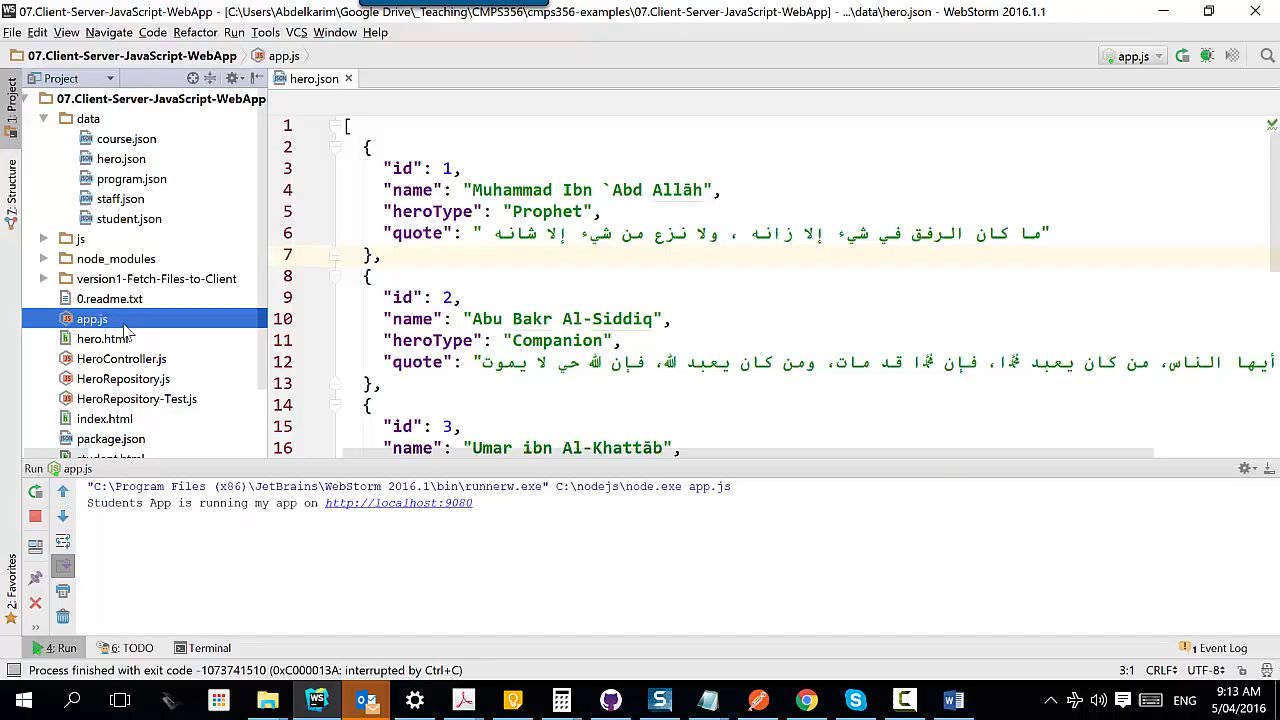 07.Client-Server-JavaScript-WebApp - [C:\Users\Abdelkarim\Google Drive\_Teaching\CMPS356\cmps356-examples\07.Client-Server-JavaScript-WebApp] - ...\data\hero.json - WebStorm 2016.1.1
File Edit View Navigate Code Refactor Run Tools VCS Window Help
07.Client-Server-JavaScript-WebApp app.js app.js
Project hero.json
1: Project
Z: Structure
2: Favorites
07.Client-Server-JavaScript-WebApp
data
course.json
hero.json
program.json
staff.json
student.json
js
node_modules
version1-Fetch-Files-to-Client
0.readme.txt
app.js
hero.html
HeroController.js
HeroRepository.js
HeroRepository-Test.js
index.html
package.json
student.html
1 [
2 {
3 "id": 1,
4 "name": "Muhammad Ibn `Abd Allāh",
5 "heroType": "Prophet",
6 "quote": " ما كان الرفق في شيء إلا زانه ، ولا نزع من شيء إلا شانه"
7 },
8 {
9 "id": 2,
10 "name": "Abu Bakr Al-Siddiq",
11 "heroType": "Companion",
12 "quote": "أيها الناس، من كان يعبد محمدا، فإن محمدا قد مات، ومن كان يعبد الله، فإن الله حي لا يموت
13 },
14 {
15 "id": 3,
16 "name": "Umar ibn Al-Khattāb",
Run app.js
"C:\Program Files (x86)\JetBrains\WebStorm 2016.1\bin\runnerw.exe" C:\nodejs\node.exe app.js
Students App is running my app on http://localhost:9080
4: Run 6: TODO Terminal 1 Event Log
Process finished with exit code -1073741510 (0xC000013A: interrupted by Ctrl+C) 3:1 CRLF÷ UTF-8÷
ENG 9:13 AM
5/04/2016